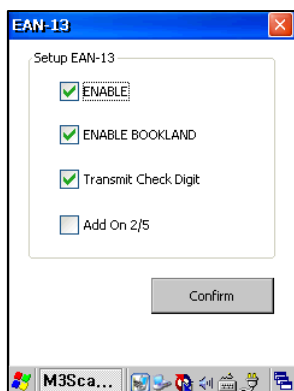 EAN-13
Setup EAN-13
ENABLE
ENABLE BOOKLAND
Transmit Check Digit
Add On 2/5
Confirm
M3Sca...